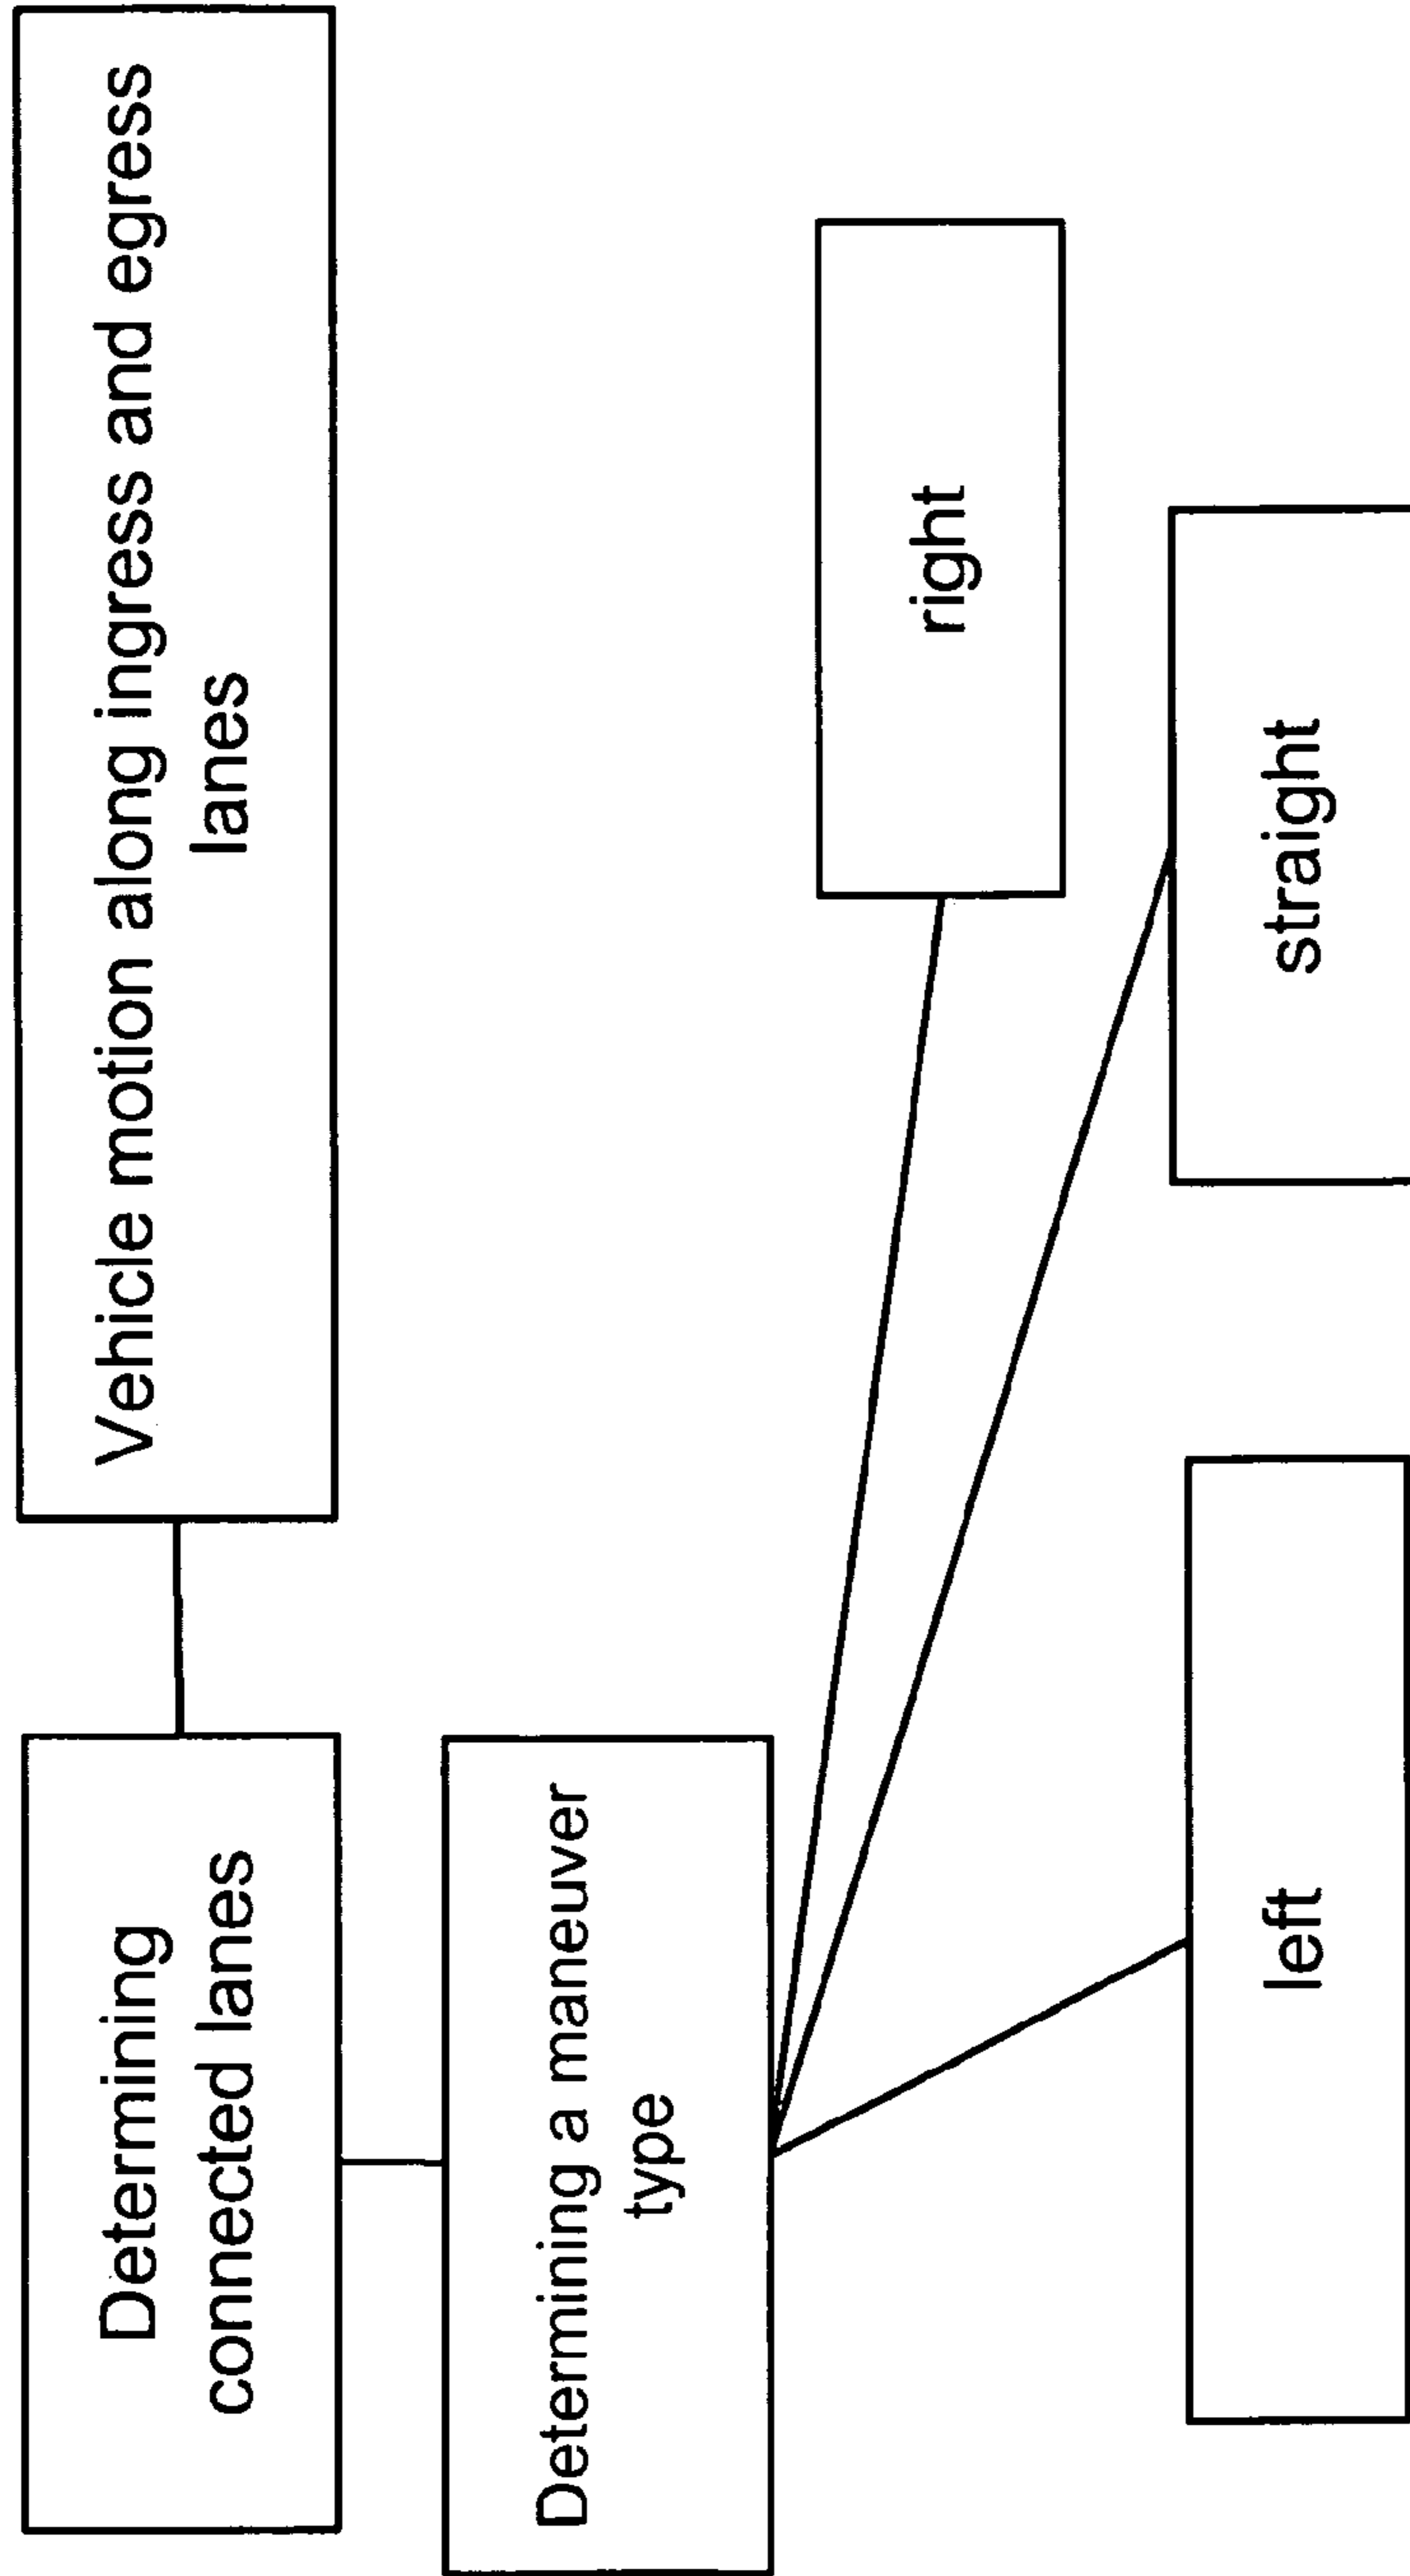 Determining
connected lanes
Vehicle motion along ingress and egress
lanes
Determining a maneuver
type
right
straight
left